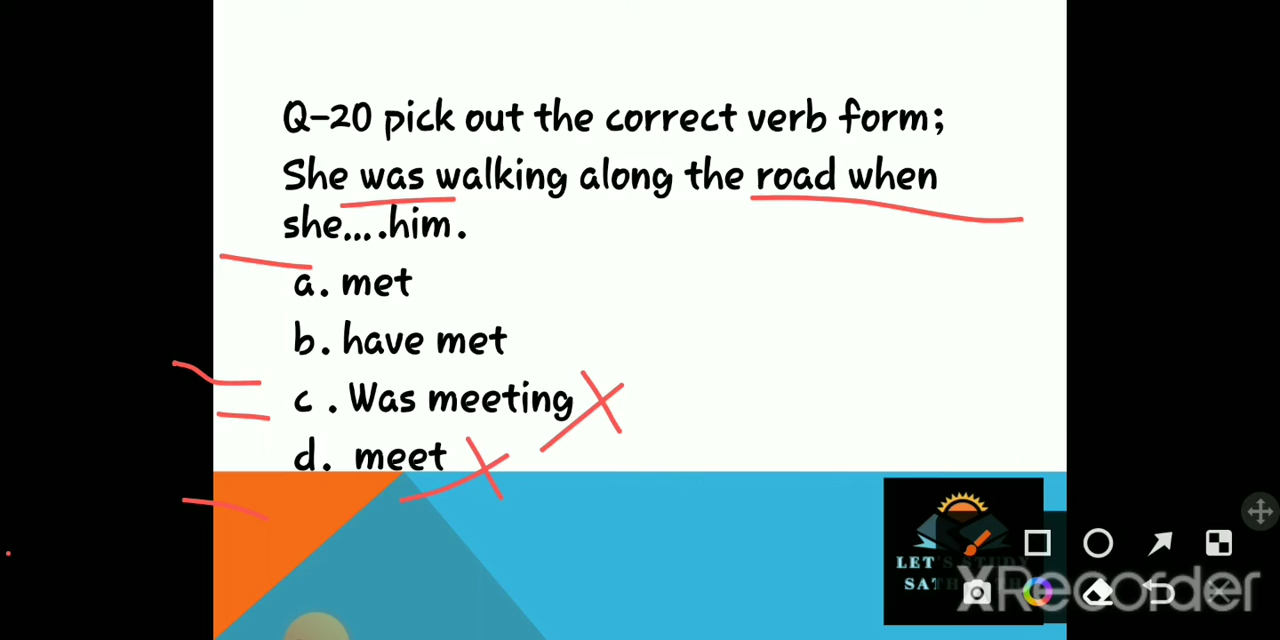 Q-20 pick out the correct verb form;
She was walking along the road when
she....him.
a. met
b. have met
c . Was meeting
d. meet
LET'S STUDY
XRecorder